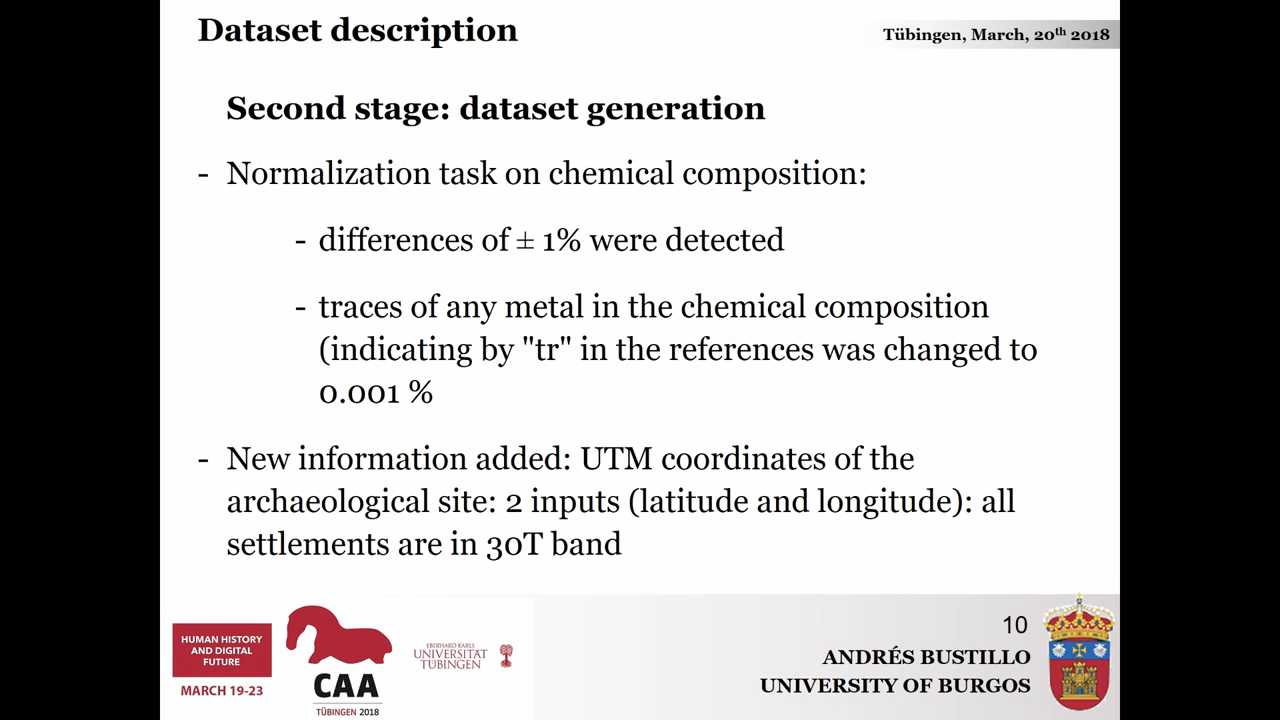 Dataset description
Tübingen, March, 20th 2018
Second stage: dataset generation
- Normalization task on chemical composition:
- differences of ± 1% were detected
- traces of any metal in the chemical composition
(indicating by "tr" in the references was changed to
0.001 %
- New information added: UTM coordinates of the
archaeological site: 2 inputs (latitude and longitude): all
settlements are in 30T band
HUMAN HISTORY
AND DIGITAL
FUTURE
MARCH 19-23
CAA
TÜBINGEN 2018
EBERHARD KARLS
UNIVERSITÄT
TÜBINGEN
10
ANDRÉS BUSTILLO
UNIVERSITY OF BURGOS